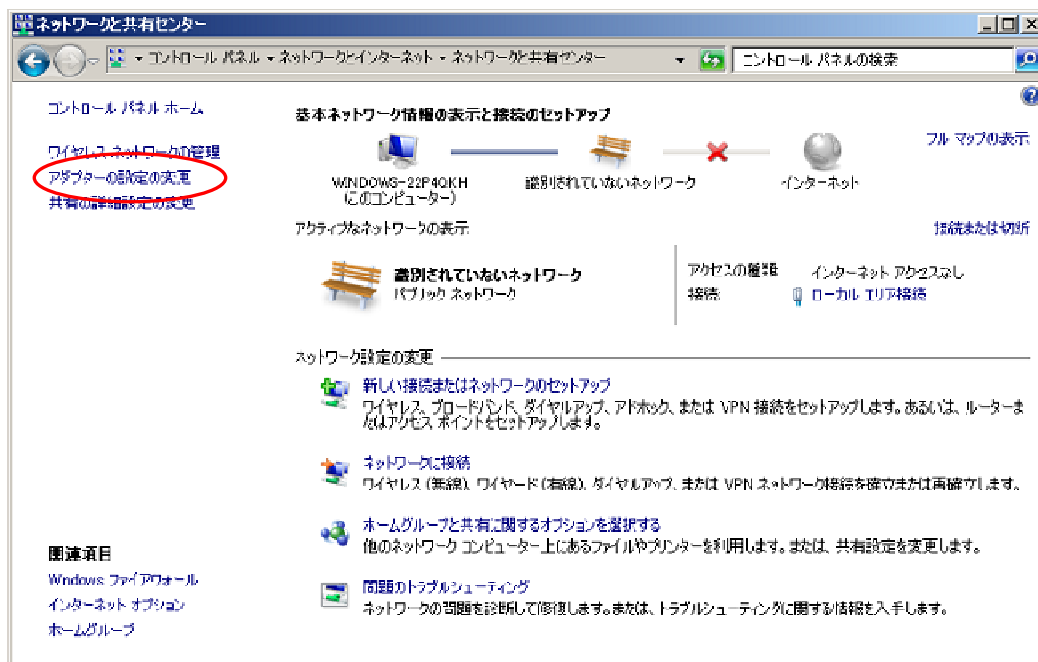 ネットワークと共有センター
コントロール パネル ネットワークとインターネット ネットワークと共有センター
コントロール パネルの検索
コントロール パネル ホーム
ワイヤレス ネットワークの管理
アダプターの設定の変更
共有の詳細設定の変更
基本ネットワーク情報の表示と接続のセットアップ
フル マップの表示
WINDOWS-22P4QKH
(このコンピューター)
識別されていないネットワーク
インターネット
アクティブなネットワークの表示
接続または切断
識別されていないネットワーク
パブリック ネットワーク
アクセスの種類: インターネット アクセスなし
接続: ローカル エリア接続
ネットワーク設定の変更
新しい接続またはネットワークのセットアップ
ワイヤレス、ブロードバンド、ダイヤルアップ、アドホック、または VPN 接続をセットアップします。あるいは、ルーターま
たはアクセス ポイントをセットアップします。
ネットワークに接続
ワイヤレス (無線)、ワイヤード (有線)、ダイヤルアップ、または VPN ネットワーク接続を確立または再確立します。
ホームグループと共有に関するオプションを選択する
他のネットワーク コンピューター上にあるファイルやプリンターを利用します。または、共有設定を変更します。
問題のトラブルシューティング
ネットワークの問題を診断して修復します。または、トラブルシューティングに関する情報を入手します。
関連項目
Windows ファイアウォール
インターネット オプション
ホームグループ